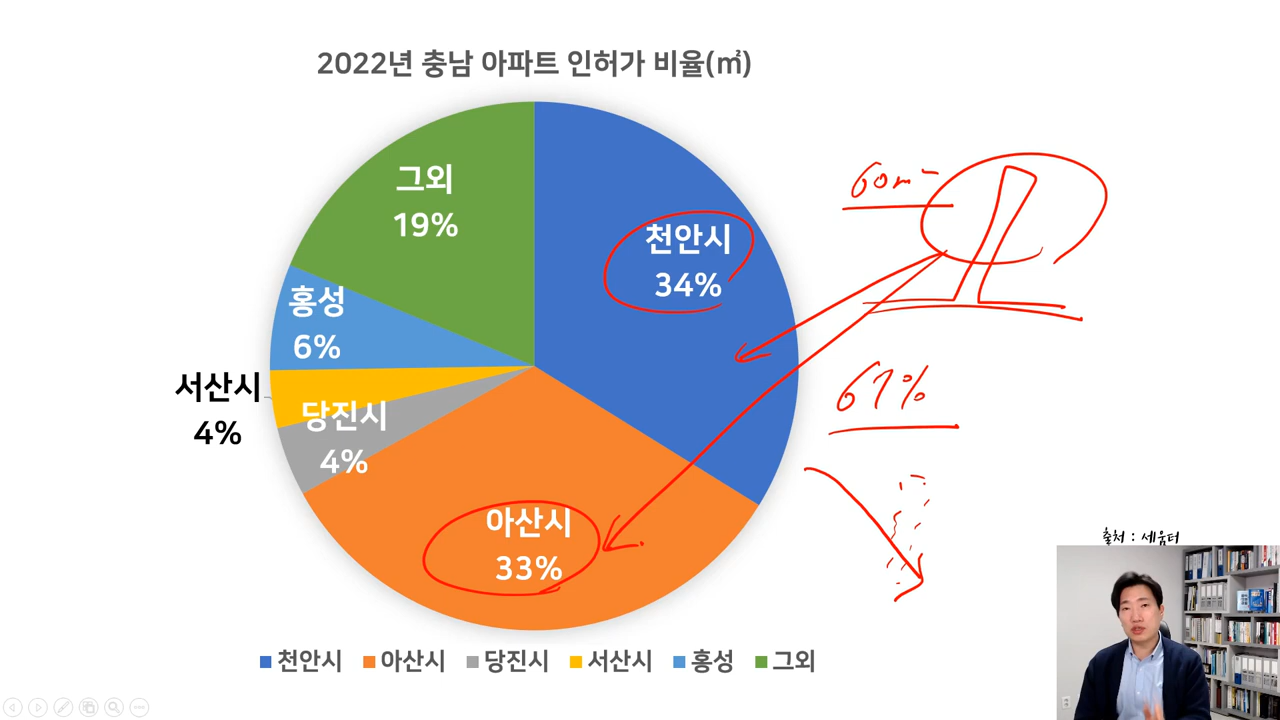 2022년 충남 아파트 인허가 비율(㎡)
그외
19%
천안시
34%
60m²
홍성
6%
서산시
4%
당진시
4%
67%
아산시
33%
출처 : 세움터
천안시 아산시 당진시 서산시 홍성 그외